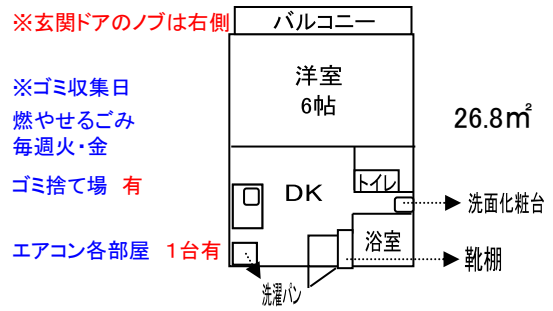 ※玄関ドアのノブは右側
バルコニー
※ゴミ収集日
燃やせるごみ
毎週火・金
ゴミ捨て場 有
エアコン各部屋 1台有
洋室
6帖
26.8㎡
DK
トイレ
洗面化粧台
浴室
靴棚
洗濯パン